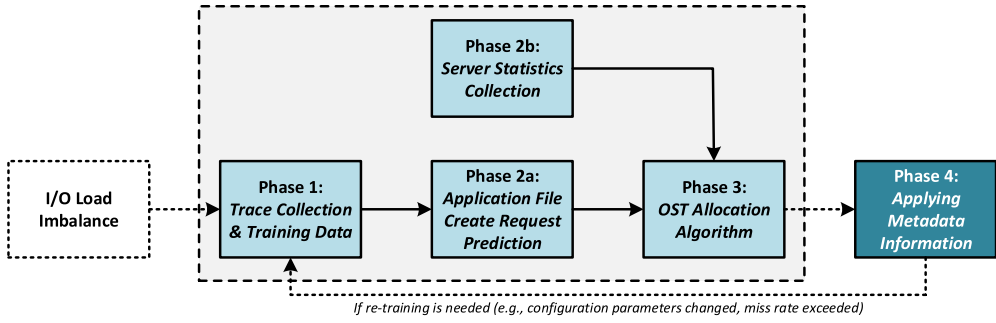 Phase 2b:
Server Statistics
Collection
I/O Load
Imbalance
Phase 1:
Trace Collection
& Training Data
Phase 2a:
Application File
Create Request
Prediction
Phase 3:
OST Allocation
Algorithm
Phase 4:
Applying
Metadata
Information
If re-training is needed (e.g., configuration parameters changed, miss rate exceeded)